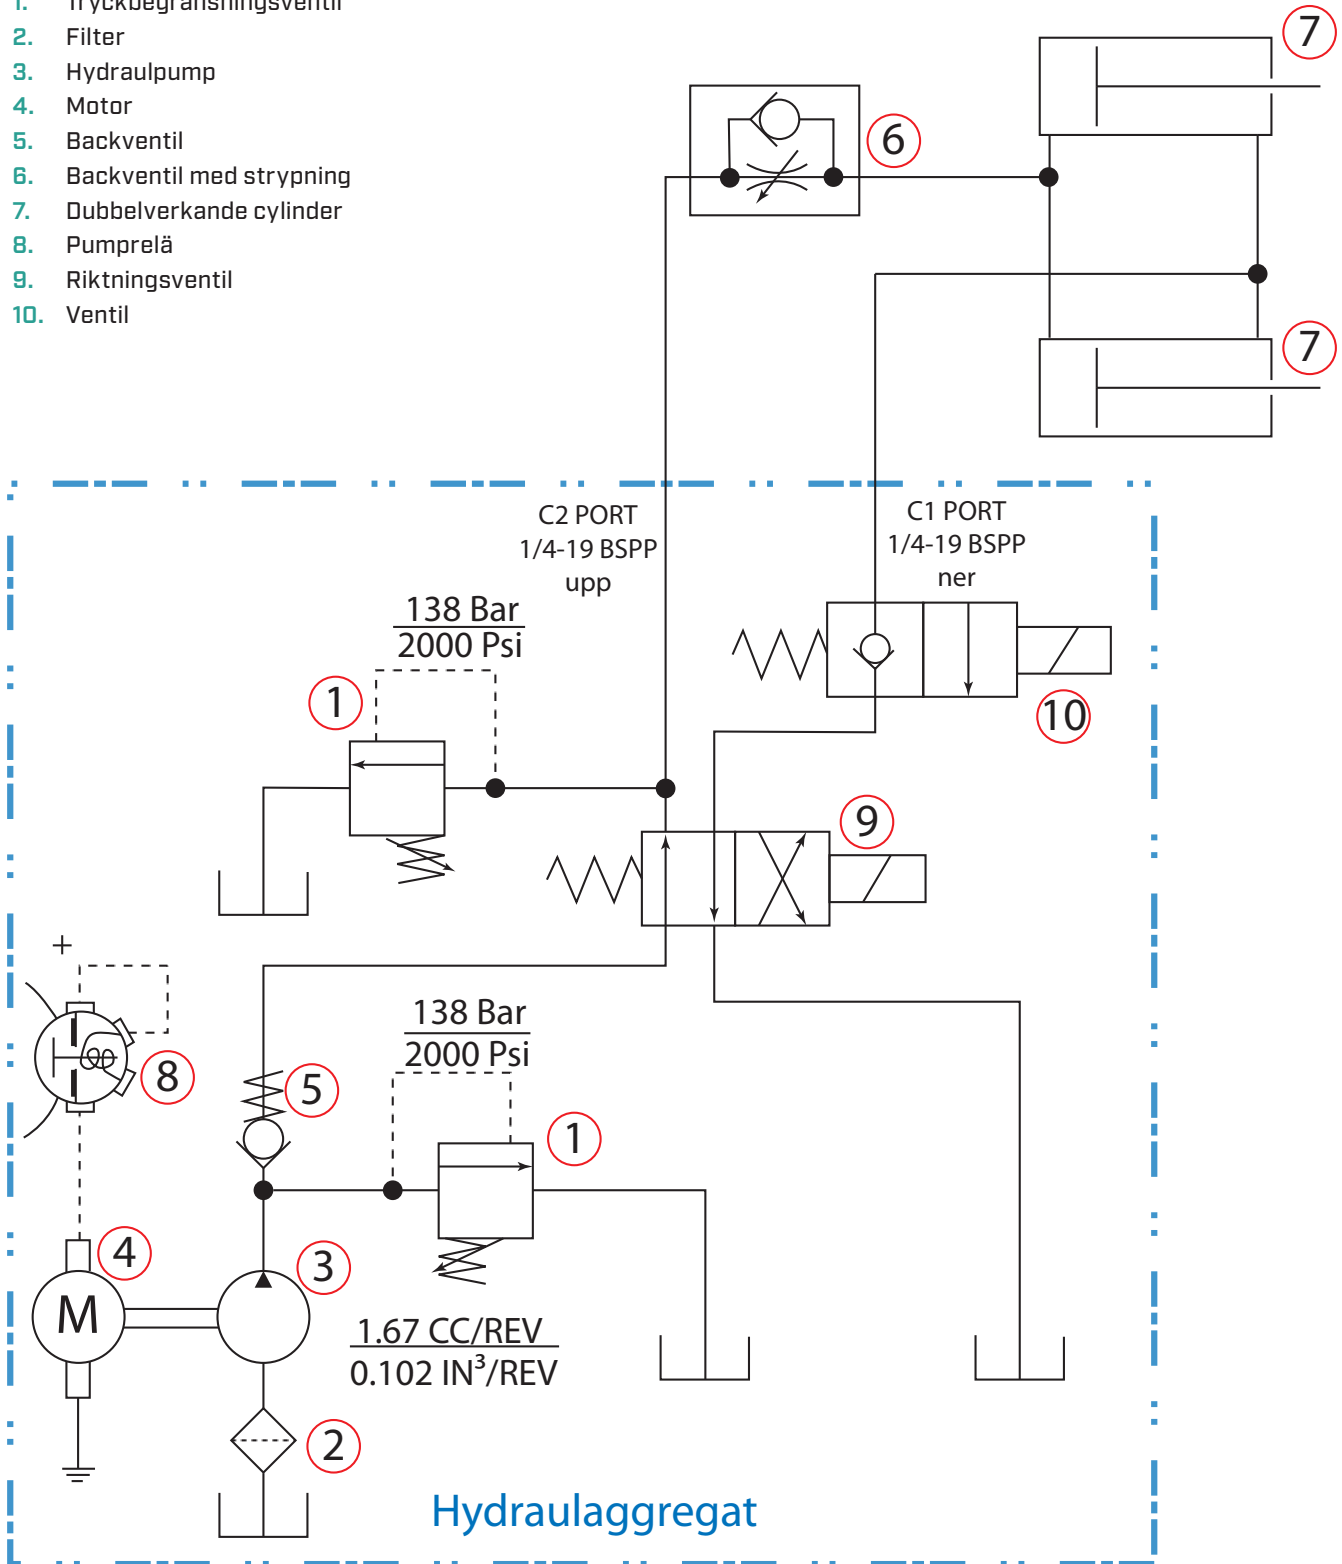 1. Tryckbegränsningsventil
2. Filter
3. Hydraulpump
4. Motor
5. Backventil
6. Backventil med strypning
7. Dubbelverkande cylinder
8. Pumprelä
9. Riktningsventil
10. Ventil
7
6
7
C2 PORT
1/4-19 BSPP
upp
C1 PORT
1/4-19 BSPP
ner
138 Bar
2000 Psi
1
10
9
+
8
138 Bar
2000 Psi
5
1
4
3
M
1.67 CC/REV
0.102 IN³/REV
2
Hydraulaggregat